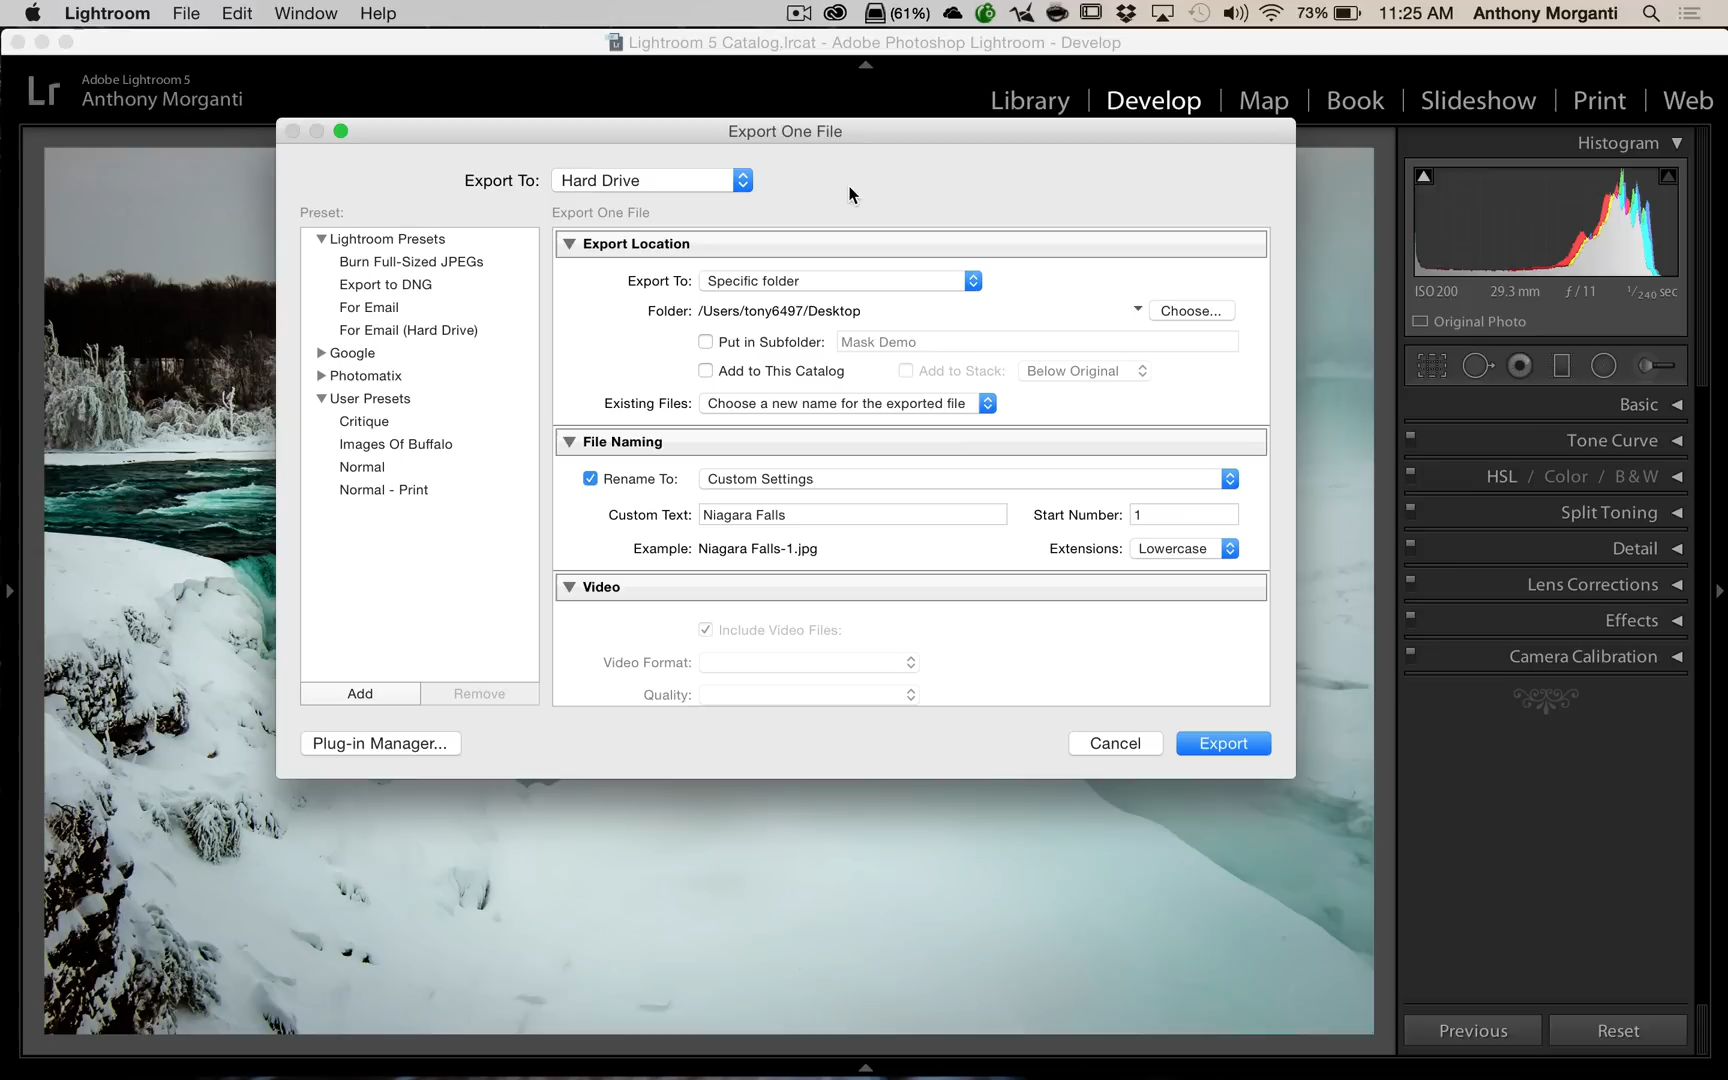 Lightroom File Edit Window Help (61%) 73% 11:25 AM Anthony Morganti
Lightroom 5 Catalog.lrcat - Adobe Photoshop Lightroom - Develop
Lr Adobe Lightroom 5
Anthony Morganti
Library | Develop | Map | Book | Slideshow | Print | Web
Export One File
Histogram
Export To: Hard Drive
Preset:
Export One File
Lightroom Presets
Burn Full-Sized JPEGs
Export to DNG
For Email
For Email (Hard Drive)
Google
Photomatix
User Presets
Critique
Images Of Buffalo
Normal
Normal - Print
Add Remove
Export Location
Export To: Specific folder
Folder: /Users/tony6497/Desktop Choose...
Put in Subfolder: Mask Demo
Add to This Catalog Add to Stack: Below Original
Existing Files: Choose a new name for the exported file
File Naming
Rename To: Custom Settings
Custom Text: Niagara Falls Start Number: 1
Example: Niagara Falls-1.jpg Extensions: Lowercase
Video
Include Video Files:
Video Format:
Quality:
Plug-in Manager... Cancel Export
ISO 200 29.3 mm ƒ / 11 1/240 sec
Original Photo
Basic
Tone Curve
HSL / Color / B & W
Split Toning
Detail
Lens Corrections
Effects
Camera Calibration
Previous Reset